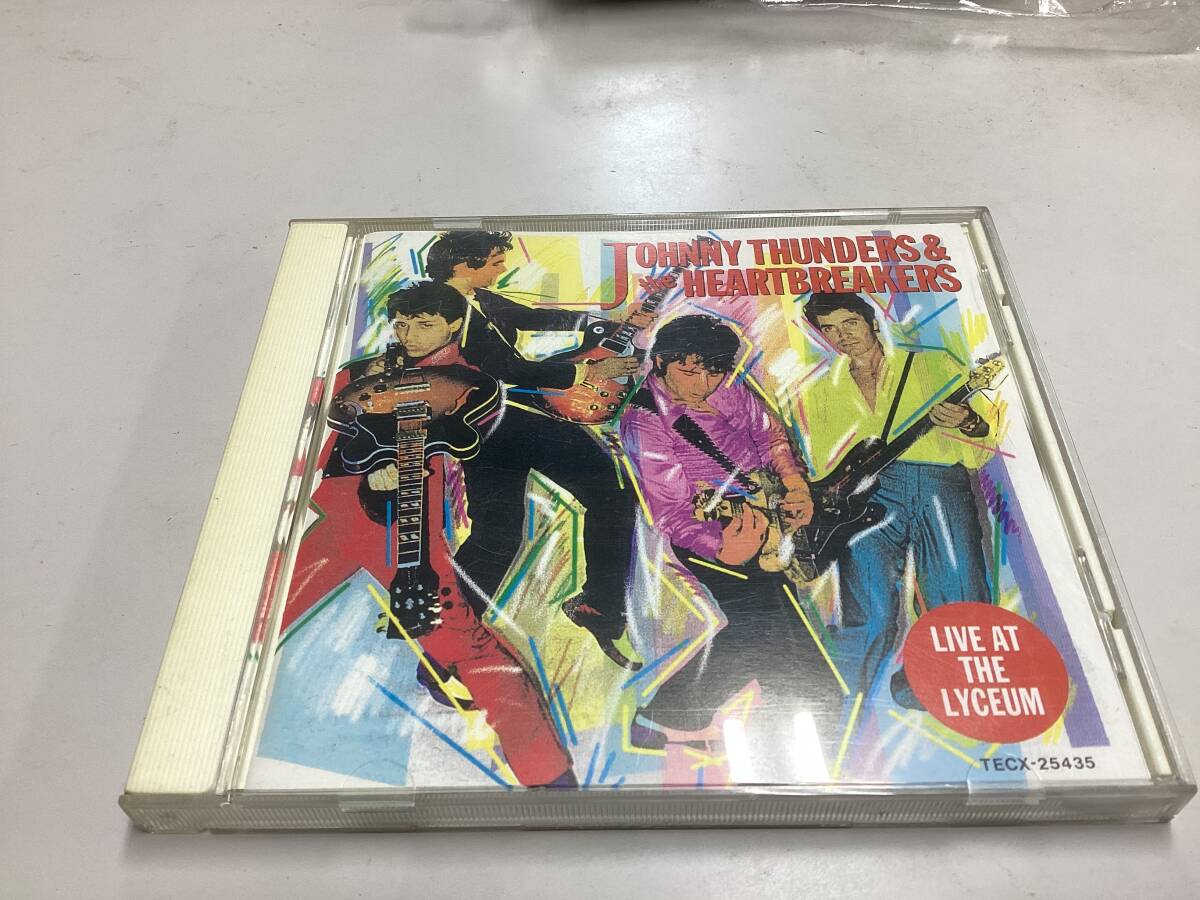 JOHNNY THUNDERS &
the HEARTBREAKERS
LIVE AT
THE
LYCEUM
TECX-25435